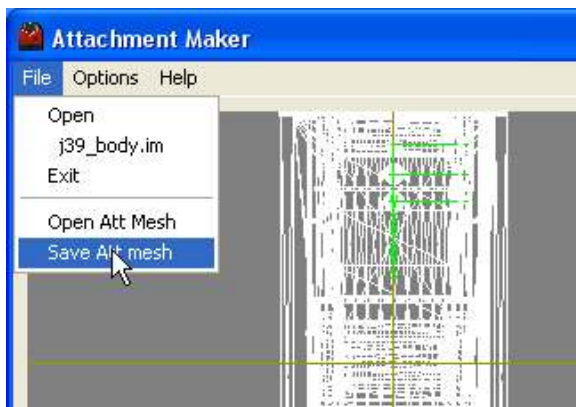 Attachment Maker
File Options Help
Open
j39_body.im
Exit
Open Att Mesh
Save Att mesh